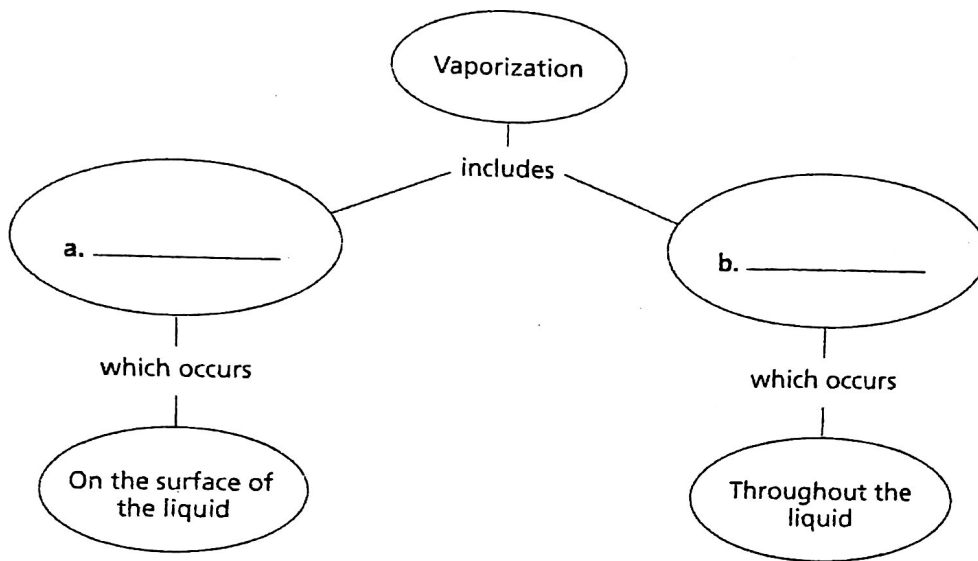 Vaporization
includes
a. 
b. 
which occurs
which occurs
On the surface of
the liquid
Throughout the
liquid